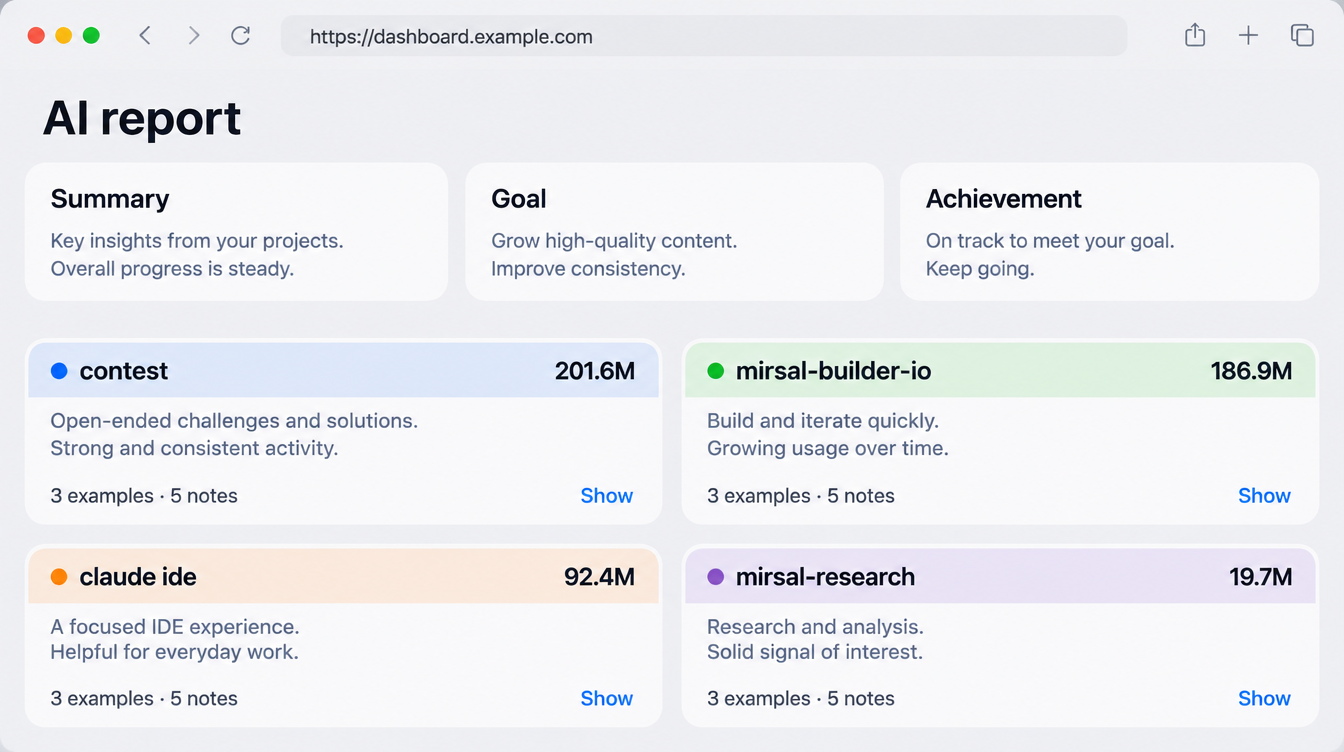 https://dashboard.example.com
AI report
Summary
Key insights from your projects.
Overall progress is steady.
Goal
Grow high-quality content.
Improve consistency.
Achievement
On track to meet your goal.
Keep going.
contest 201.6M
Open-ended challenges and solutions.
Strong and consistent activity.
3 examples · 5 notes Show
mirsal-builder-io 186.9M
Build and iterate quickly.
Growing usage over time.
3 examples · 5 notes Show
claude ide 92.4M
A focused IDE experience.
Helpful for everyday work.
3 examples · 5 notes Show
mirsal-research 19.7M
Research and analysis.
Solid signal of interest.
3 examples · 5 notes Show